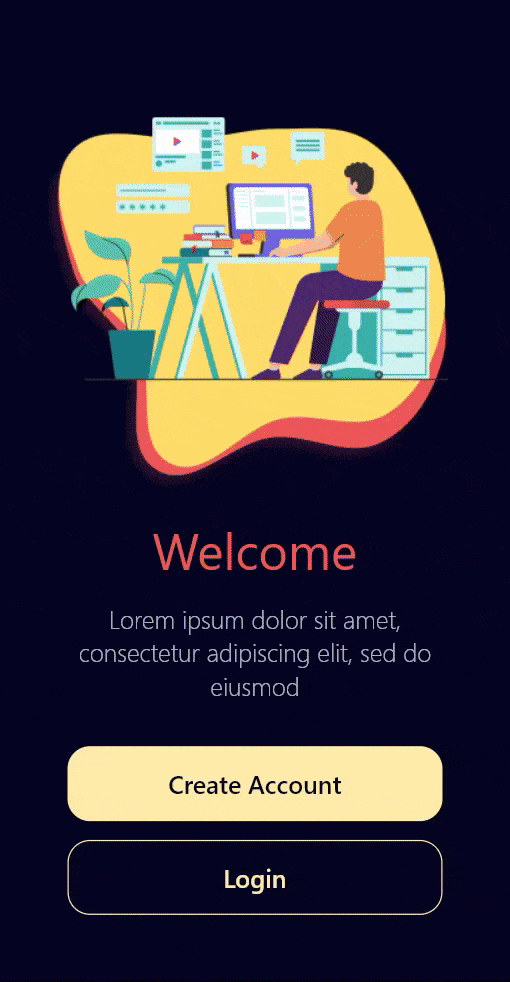 Welcome
Lorem ipsum dolor sit amet,
consectetur adipiscing elit, sed do
eiusmod
Create Account
Login